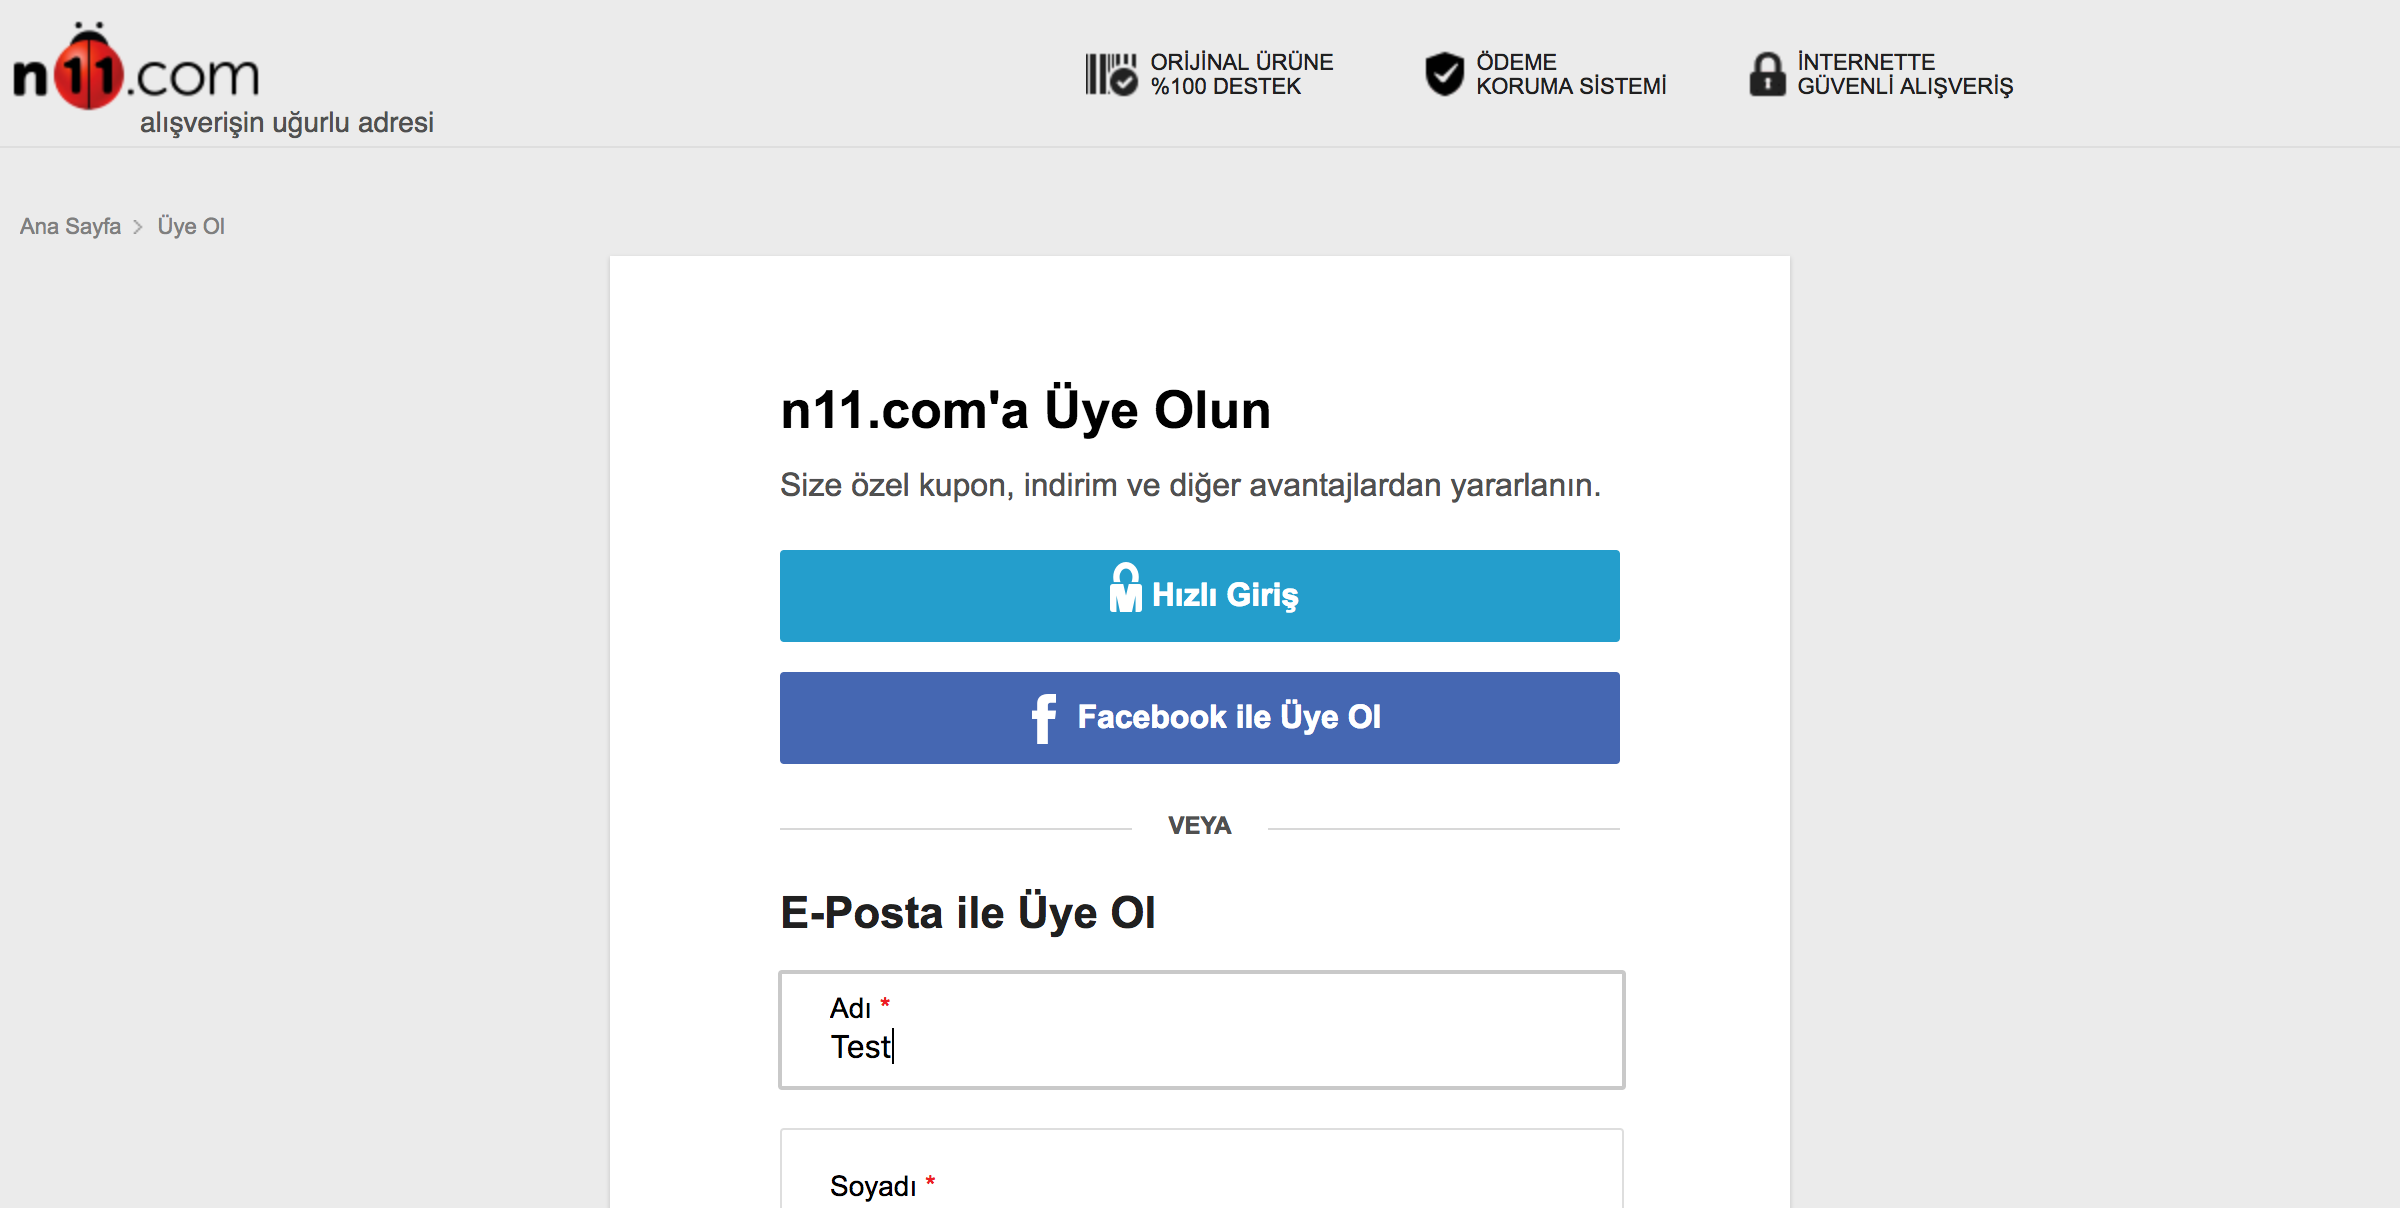 n11.com
alışverişin uğurlu adresi
ORİJİNAL ÜRÜNE
%100 DESTEK
ÖDEME
KORUMA SİSTEMİ
İNTERNETTE
GÜVENLİ ALIŞVERİŞ
Ana Sayfa > Üye Ol
n11.com'a Üye Olun
Size özel kupon, indirim ve diğer avantajlardan yararlanın.
Hızlı Giriş
Facebook ile Üye Ol
VEYA
E-Posta ile Üye Ol
Adı *
Test
Soyadı *